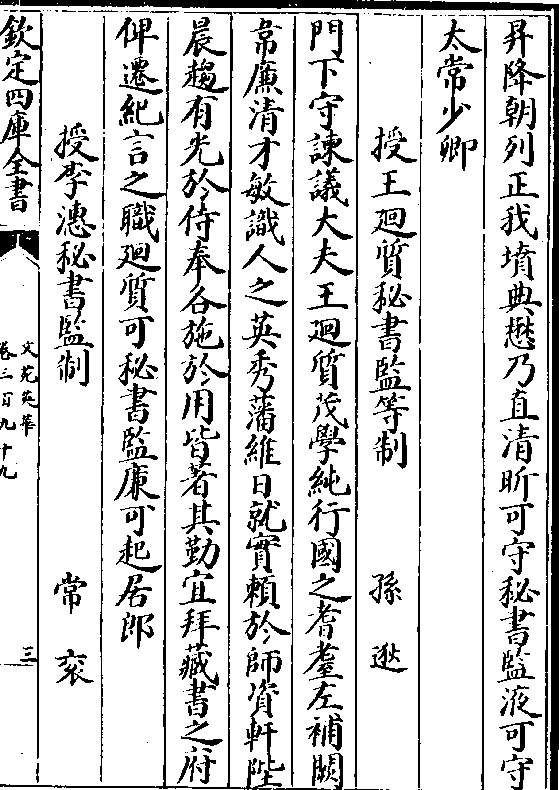 昇降朝列正我墳典懋乃直清昕可守秘書監液可守
太常少卿
授王迴質秘書監等制 孫逖
門下守諫議大夫王迴質茂學純行國之耆耋左補闕
韋廉清才敏識人之英秀藩維日就實賴於師資軒陛
晨趨有光於侍奉各施於用皆著其勤宜拜藏書之府
俾遷紀言之職迴質可秘書監廉可起居郎
授李漶秘書監制 常衮
欽定四庫全書
文苑英華
卷三百九十九
三